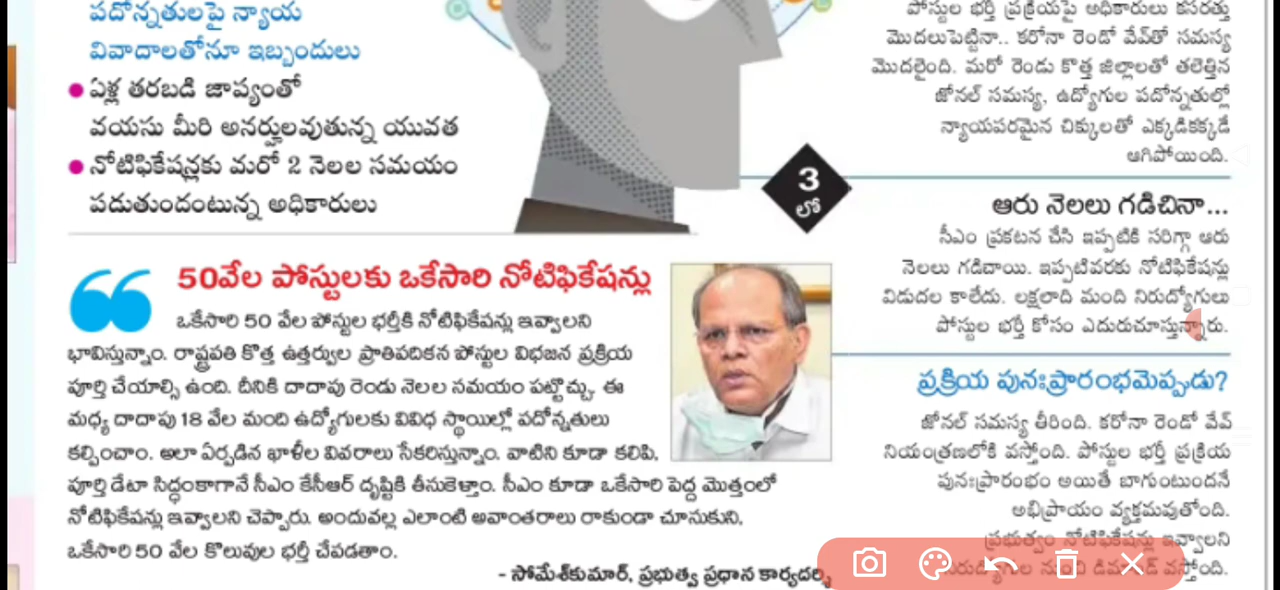 పదోన్నతులపై న్యాయ
వివాదాలతోనూ ఇబ్బందులు
• ఏళ్ల తరబడి జాప్యంతో
వయసు మీరి అనర్హులవుతున్న యువత
• నోటిఫికేషన్లకు మరో 2 నెలల సమయం
పడుతుందంటున్న అధికారులు
3
లో
50వేల పోస్టులకు ఒకేసారి నోటిఫికేషన్లు
ఒకేసారి 50 వేల పోస్టుల భర్తీకి నోటిఫికేషన్లు ఇవ్వాలని
భావిస్తున్నాం. రాష్ట్రపతి కొత్త ఉత్తర్వుల ప్రాతిపదికన పోస్టుల విభజన ప్రక్రియ
పూర్తి చేయాల్సి ఉంది. దీనికి దాదాపు రెండు నెలల సమయం పట్టొచ్చు. ఈ
మధ్య దాదాపు 18 వేల మంది ఉద్యోగులకు వివిధ స్థాయిల్లో పదోన్నతులు
కల్పించాం. అలా ఏర్పడిన ఖాళీల వివరాలు సేకరిస్తున్నాం. వాటిని కూడా కలిపి,
పూర్తి డేటా సిద్ధంకాగానే సీఎం కేసీఆర్ దృష్టికి తీసుకెళ్తాం. సీఎం కూడా ఒకేసారి పెద్ద మొత్తంలో
నోటిఫికేషన్లు ఇవ్వాలని చెప్పారు. అందువల్ల ఎలాంటి అవాంతరాలు రాకుండా చూసుకుని,
ఒకేసారి 50 వేల కొలువుల భర్తీ చేపడతాం.
- సోమేశ్‌కుమార్, ప్రభుత్వ ప్రధాన కార్యదర్శి
పోస్టుల భర్తీ ప్రక్రియపై అధికారులు కసరత్తు
మొదలుపెట్టినా.. కరోనా రెండో వేవ్‌తో సమస్య
మొదలైంది. మరో రెండు కొత్త జిల్లాలతో తలెత్తిన
జోనల్ సమస్య, ఉద్యోగుల పదోన్నతుల్లో
న్యాయపరమైన చిక్కులతో ఎక్కడికక్కడే
ఆగిపోయింది.
ఆరు నెలలు గడిచినా...
సీఎం ప్రకటన చేసి ఇప్పటికి సరిగ్గా ఆరు
నెలలు గడిచాయి. ఇప్పటివరకు నోటిఫికేషన్లు
విడుదల కాలేదు. లక్షలాది మంది నిరుద్యోగులు
పోస్టుల భర్తీ కోసం ఎదురుచూస్తున్నారు.
ప్రక్రియ పునఃప్రారంభమెప్పుడు?
జోనల్ సమస్య తీరింది. కరోనా రెండో వేవ్
నియంత్రణలోకి వస్తోంది. పోస్టుల భర్తీ ప్రక్రియ
పునఃప్రారంభం అయితే బాగుంటుందనే
అభిప్రాయం వ్యక్తమవుతోంది.
ప్రభుత్వం నోటిఫికేషన్లు ఇవ్వాలని
నుంచి వస్తోంది.